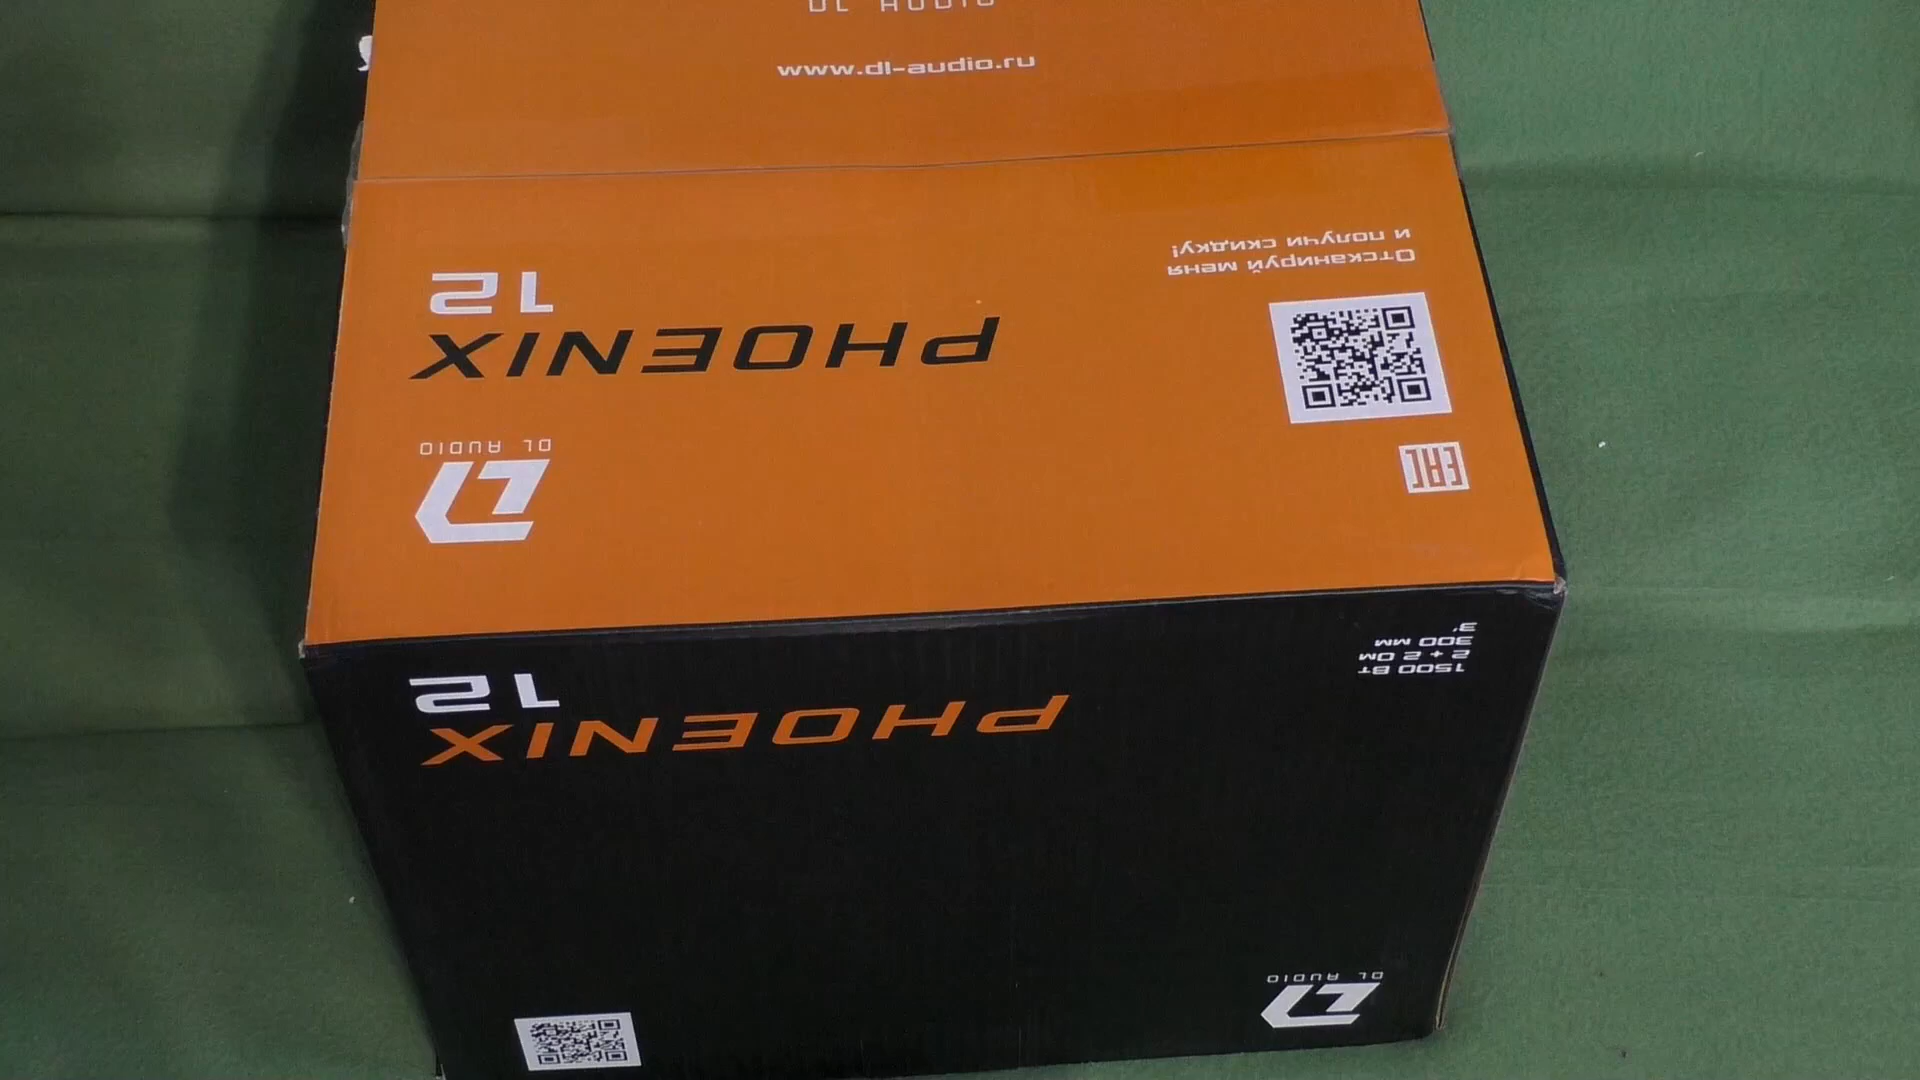 DL AUDIO
www.dl-audio.ru
Отсканируй меня
и получи скидку!
PHOENIX
12
DL AUDIO
EAC
1500 Вт
2 + 2 Ом
300 мм
3'
PHOENIX
12
DL AUDIO